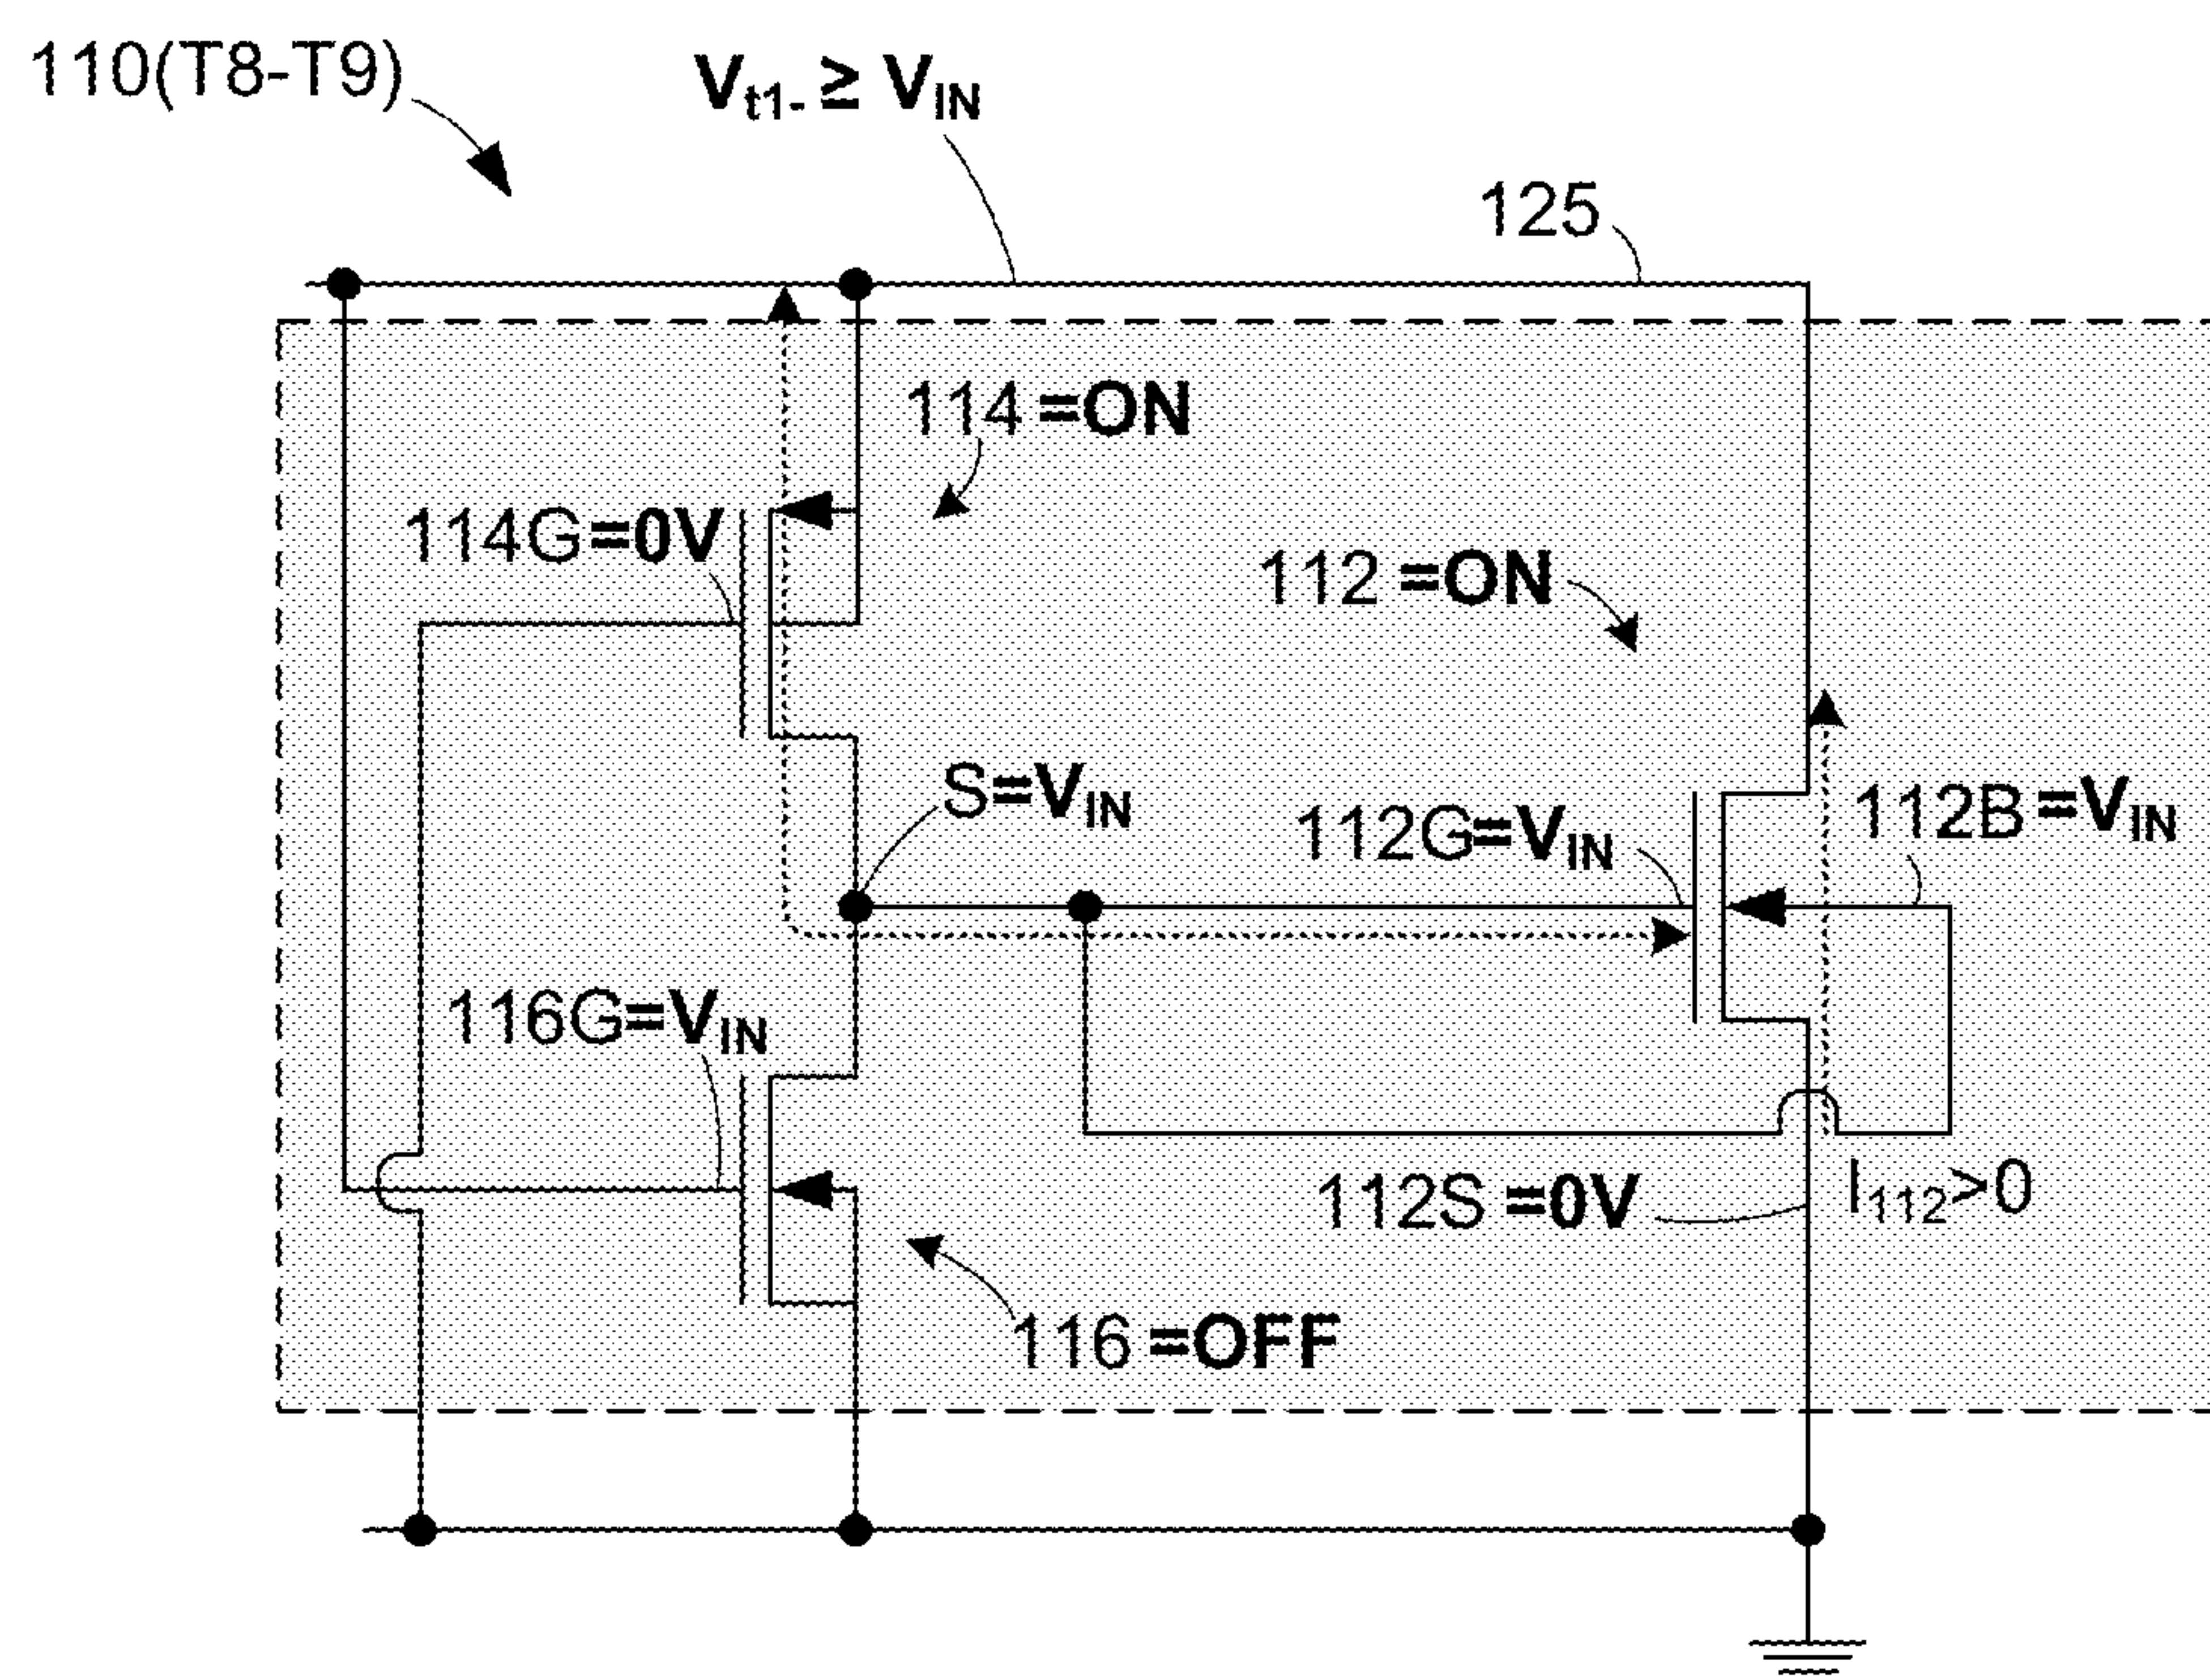 110(T8-T9)
Vt1- ≥ VIN
125
114 =ON
114G=0V
112 =ON
S=VIN
112G=VIN
112B=VIN
116G=VIN
112S =0V
I112>0
116 =OFF